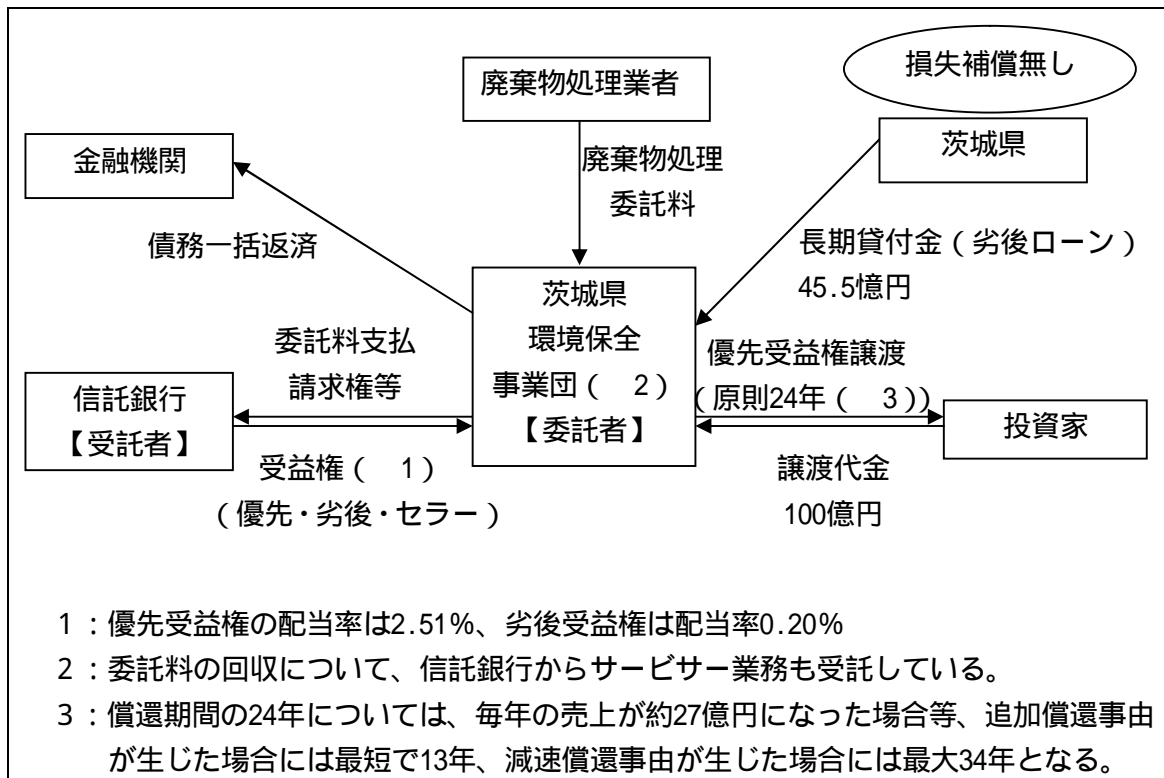 損失補償無し
廃棄物処理業者
金融機関
茨城県
廃棄物処理
委託料
債務一括返済
長期貸付金（劣後ローン）
45.5憶円
茨城県
環境保全
事業団（　2）
【委託者】
委託料支払
請求権等
優先受益権譲渡
（原則24年（　3））
信託銀行
【受託者】
投資家
受益権（　1）
（優先・劣後・セラー）
譲渡代金
100億円
1：優先受益権の配当率は2.51％、劣後受益権は配当率0.20％
2：委託料の回収について、信託銀行からサービサー業務も受託している。
3：償還期間の24年については、毎年の売上が約27億円になった場合等、追加償還事由
が生じた場合には最短で13年、減速償還事由が生じた場合には最大34年となる。